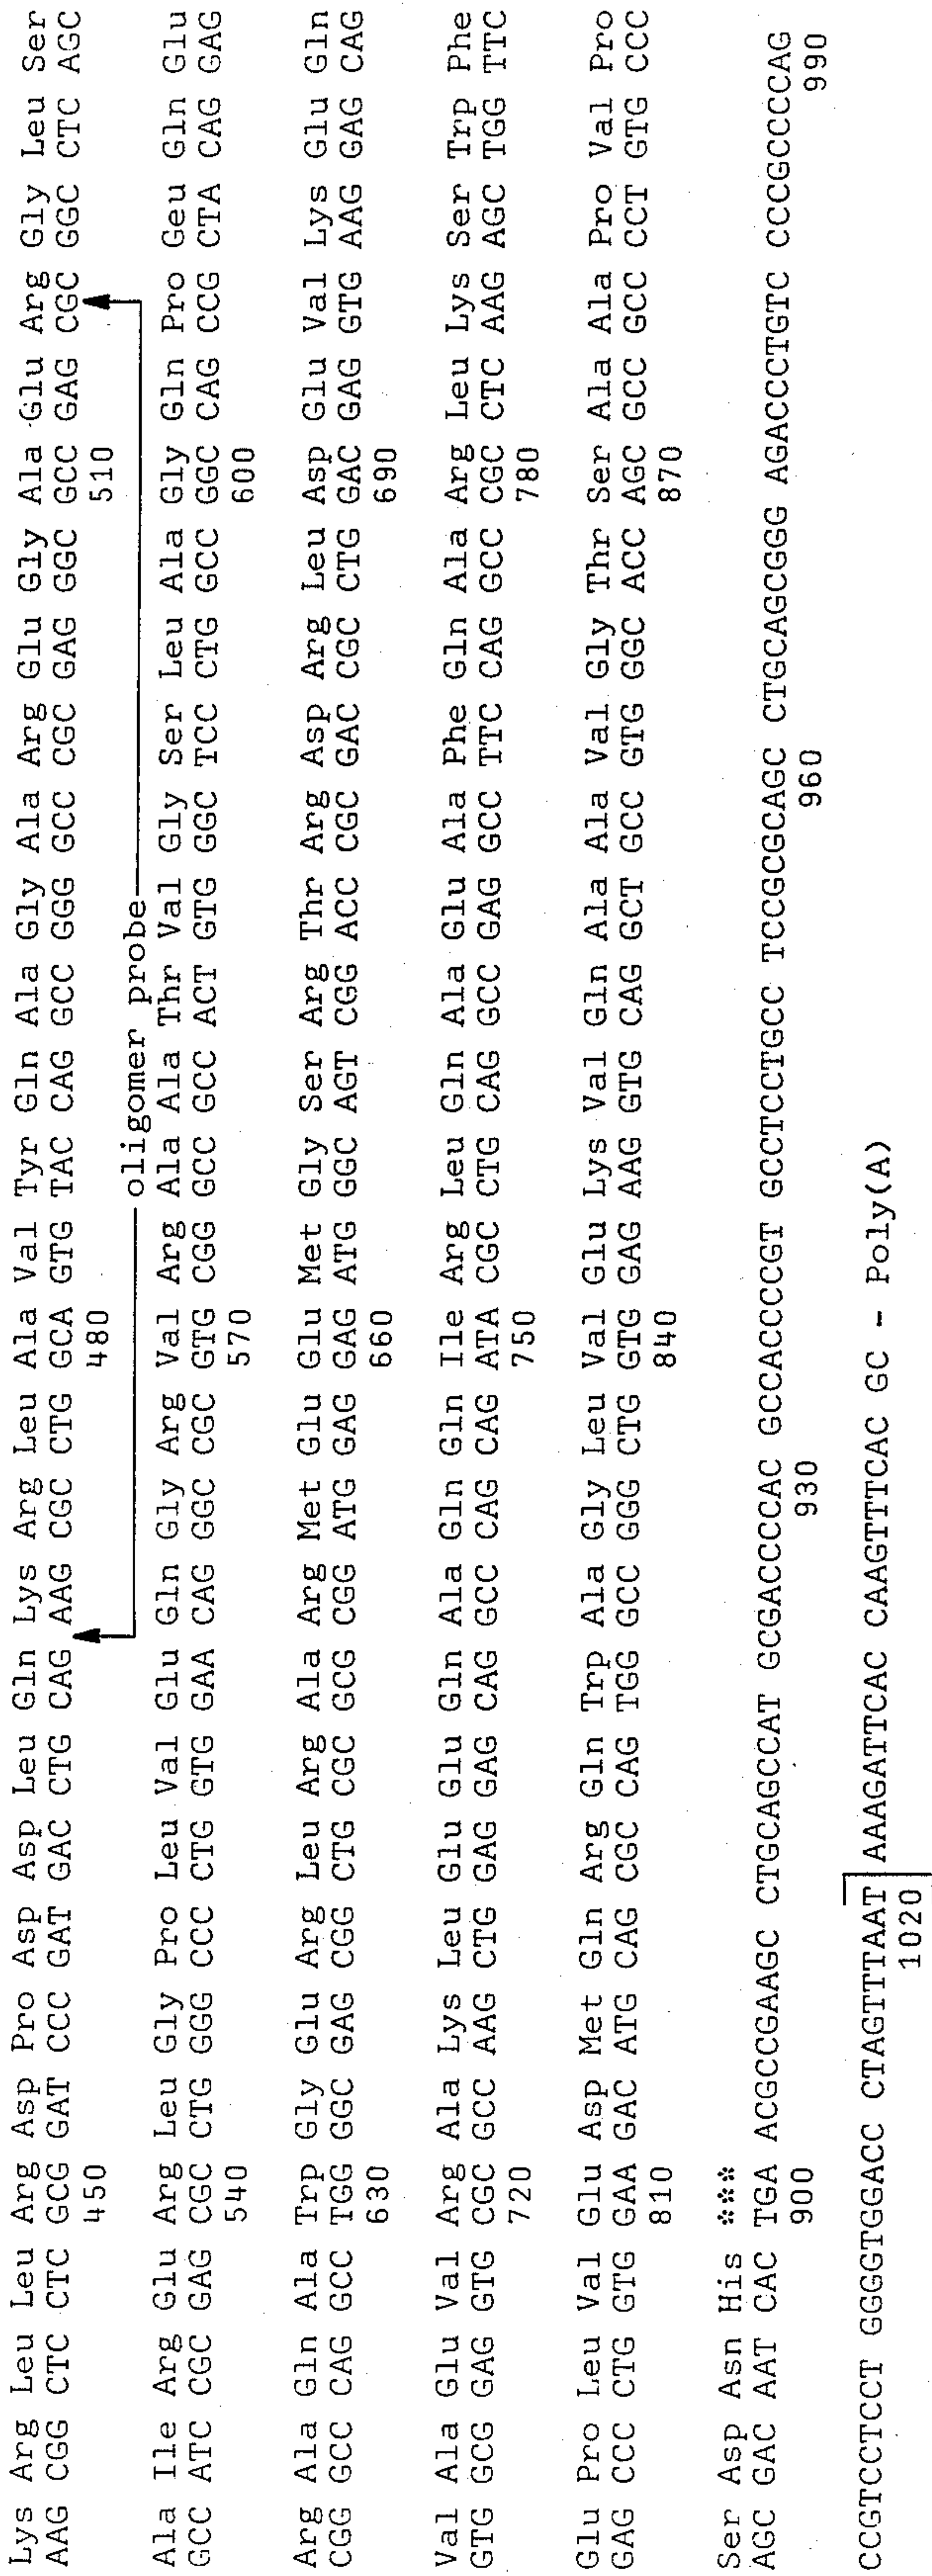 Lys Arg Leu Leu Arg Asp Pro Asp Asp Leu Gln Lys Arg Leu Ala Val Tyr Gln Ala Gly Ala Arg Glu Gly Ala Glu Arg Gly Leu Ser
AAG CGG CTC CTC GCG GAT CCC GAT GAC CTG CAG AAG CGC CTG GCA GTG TAC CAG GCC GGG GCC CGC GAG GGC GCC GAG CGC GGC CTC AGC
450 480 510
oligomer probe
Ala Ile Arg Glu Arg Leu Gly Pro Leu Val Glu Gln Gly Arg Val Arg Ala Ala Thr Val Gly Ser Leu Ala Gly Gln Pro Geu Gln Glu
GCC ATC CGC GAG CGC CTG GGG CCC CTG GTG GAA CAG GGC CGC GTG CGG GCC GCC ACT GTG GGC TCC CTG GCC GGC CAG CCG CTA CAG GAG
540 570 600
Arg Ala Gln Ala Trp Gly Glu Arg Leu Arg Ala Arg Met Glu Glu Met Gly Ser Arg Thr Arg Asp Arg Leu Asp Glu Val Lys Glu Gln
CGG GCC CAG GCC TGG GGC GAG CGG CTG CGC GCG CGG ATG GAG GAG ATG GGC AGT CGG ACC CGC GAC CGC CTG GAC GAG GTG AAG GAG CAG
630 660 690
Val Ala Glu Val Arg Ala Lys Leu Glu Glu Gln Ala Gln Gln Ile Arg Leu Gln Ala Glu Ala Phe Gln Ala Arg Leu Lys Ser Trp Phe
GTG GCG GAG GTG CGC GCC AAG CTG GAG GAG CAG GCC CAG CAG ATA CGC CTG CAG GCC GAG GCC TTC CAG GCC CGC CTC AAG AGC TGG TTC
720 750 780
Glu Pro Leu Val Glu Asp Met Gln Arg Gln Trp Ala Gly Leu Val Glu Lys Val Gln Ala Ala Val Gly Thr Ser Ala Ala Pro Val Pro
GAG CCC CTG GTG GAA GAC ATG CAG CGC CAG TGG GCC GGG CTG GTG GAG AAG GTG CAG GCT GCC GTG GGC ACC AGC GCC GCC CCT GTG CCC
810 840 870
Ser Asp Asn His ***
AGC GAC AAT CAC TGA ACGCCGAAGC CTGCAGCCAT GCGACCCCAC GCCACCCCGT GCCTCCTGCC TCCGCGCAGC CTGCAGCGGG AGACCCTGTC CCCGCCCCAG
900 930 960 990
CCGTCCTCCT GGGGTGGACC CTAGTTTAAT AAAGATTCAC CAAGTTTCAC GC - Poly(A)
1020